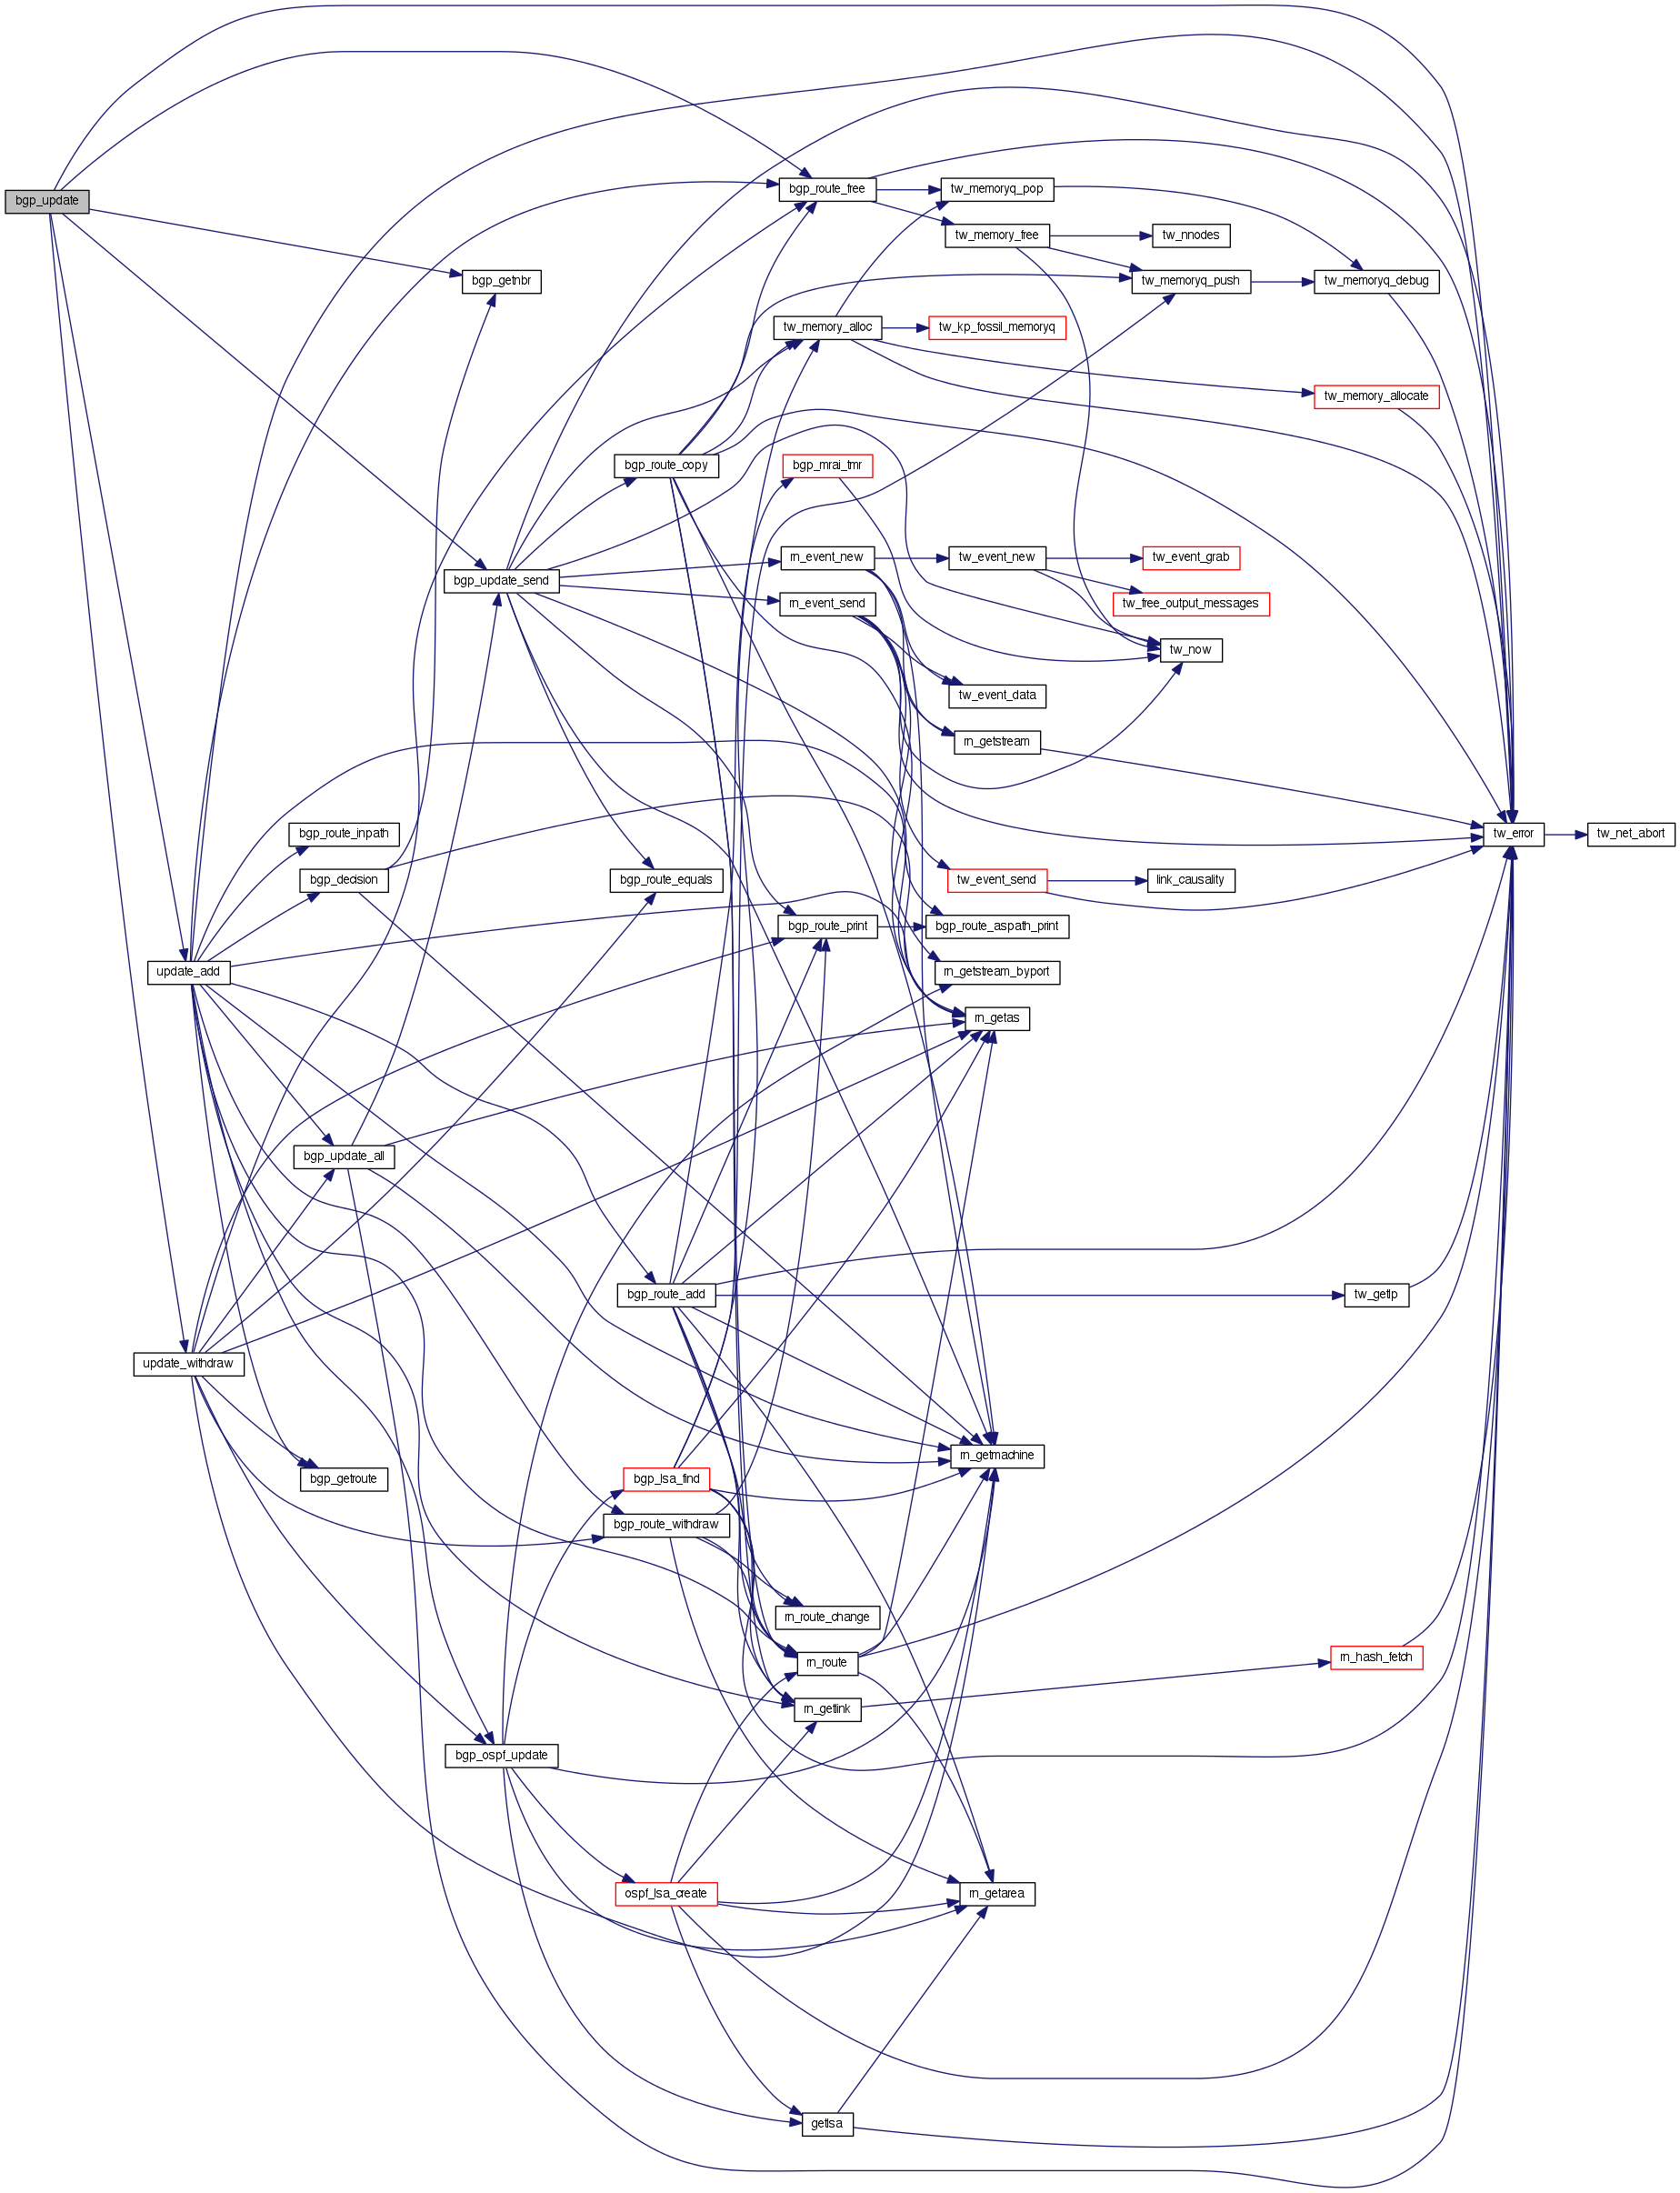 bgp_update
bgp_route_free
tw_memoryq_pop
tw_memory_free
tw_nnodes
bgp_getnbr
tw_memoryq_push
tw_memoryq_debug
tw_memory_alloc
tw_kp_fossil_memoryq
tw_memory_allocate
bgp_route_copy
bgp_mrai_tmr
rn_event_new
tw_event_new
tw_event_grab
bgp_update_send
rn_event_send
tw_free_output_messages
tw_now
tw_event_data
rn_getstream
bgp_route_inpath
tw_error
tw_net_abort
bgp_decision
bgp_route_equals
tw_event_send
link_causality
bgp_route_print
bgp_route_aspath_print
update_add
rn_getstream_byport
rn_getas
bgp_update_all
bgp_route_add
tw_getlp
update_withdraw
rn_getmachine
bgp_getroute
bgp_lsa_find
bgp_route_withdraw
rn_route_change
rn_route
rn_hash_fetch
rn_getlink
bgp_ospf_update
ospf_lsa_create
rn_getarea
getlsa